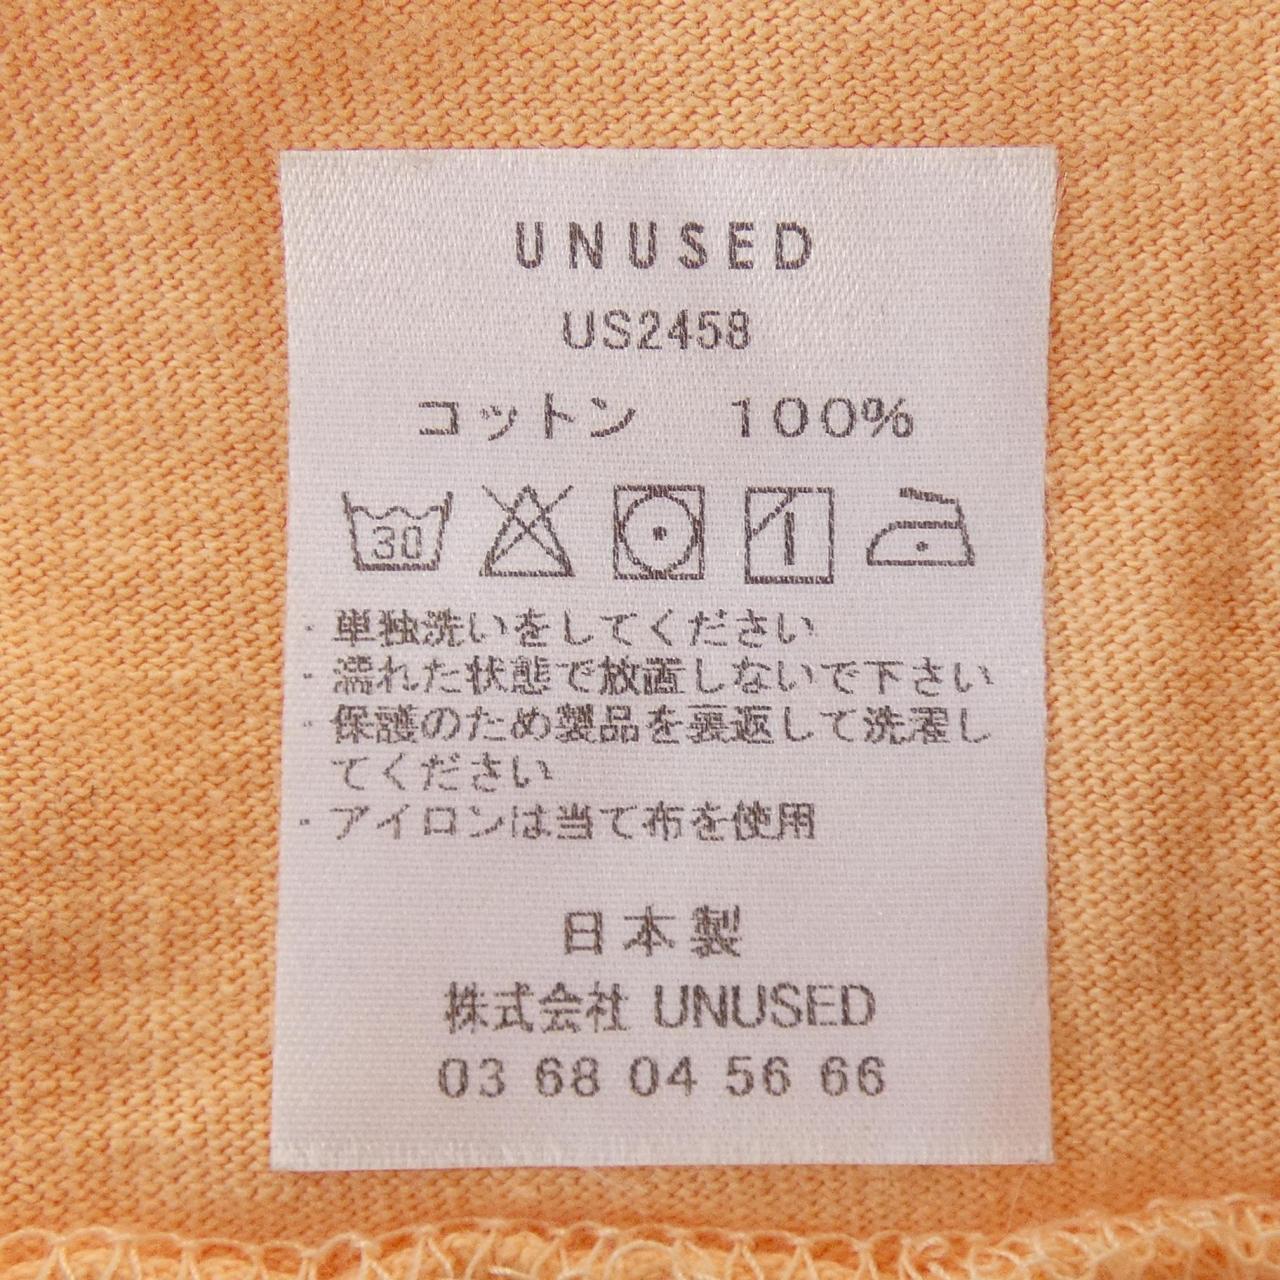 UNUSED
US2458
コットン 100%
30
・単独洗いをしてください
・濡れた状態で放置しないで下さい
・保護のため製品を裏返して洗濯し
てください
・アイロンは当て布を使用
日本製
株式会社 UNUSED
03 68 04 56 66